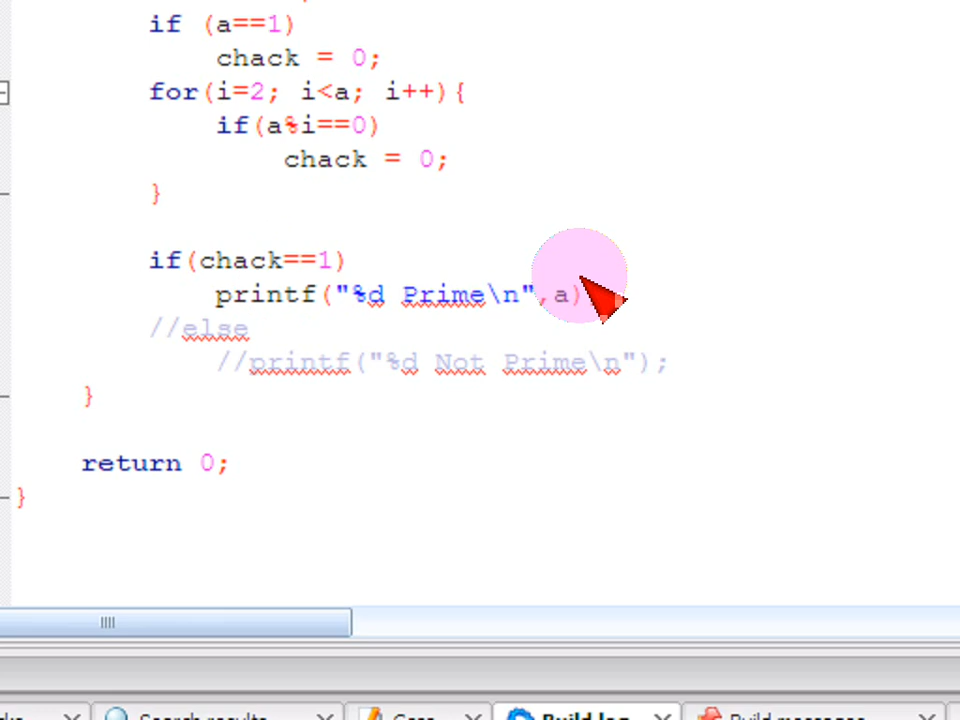 if (a==1)
chack = 0;
for(i=2; i<a; i++){
if(a%i==0)
chack = 0;
}
if(chack==1)
printf("%d Prime\n",a)
//else
//printf("%d Not Prime\n");
}
return 0;
}
Search results
Build log
Build messages